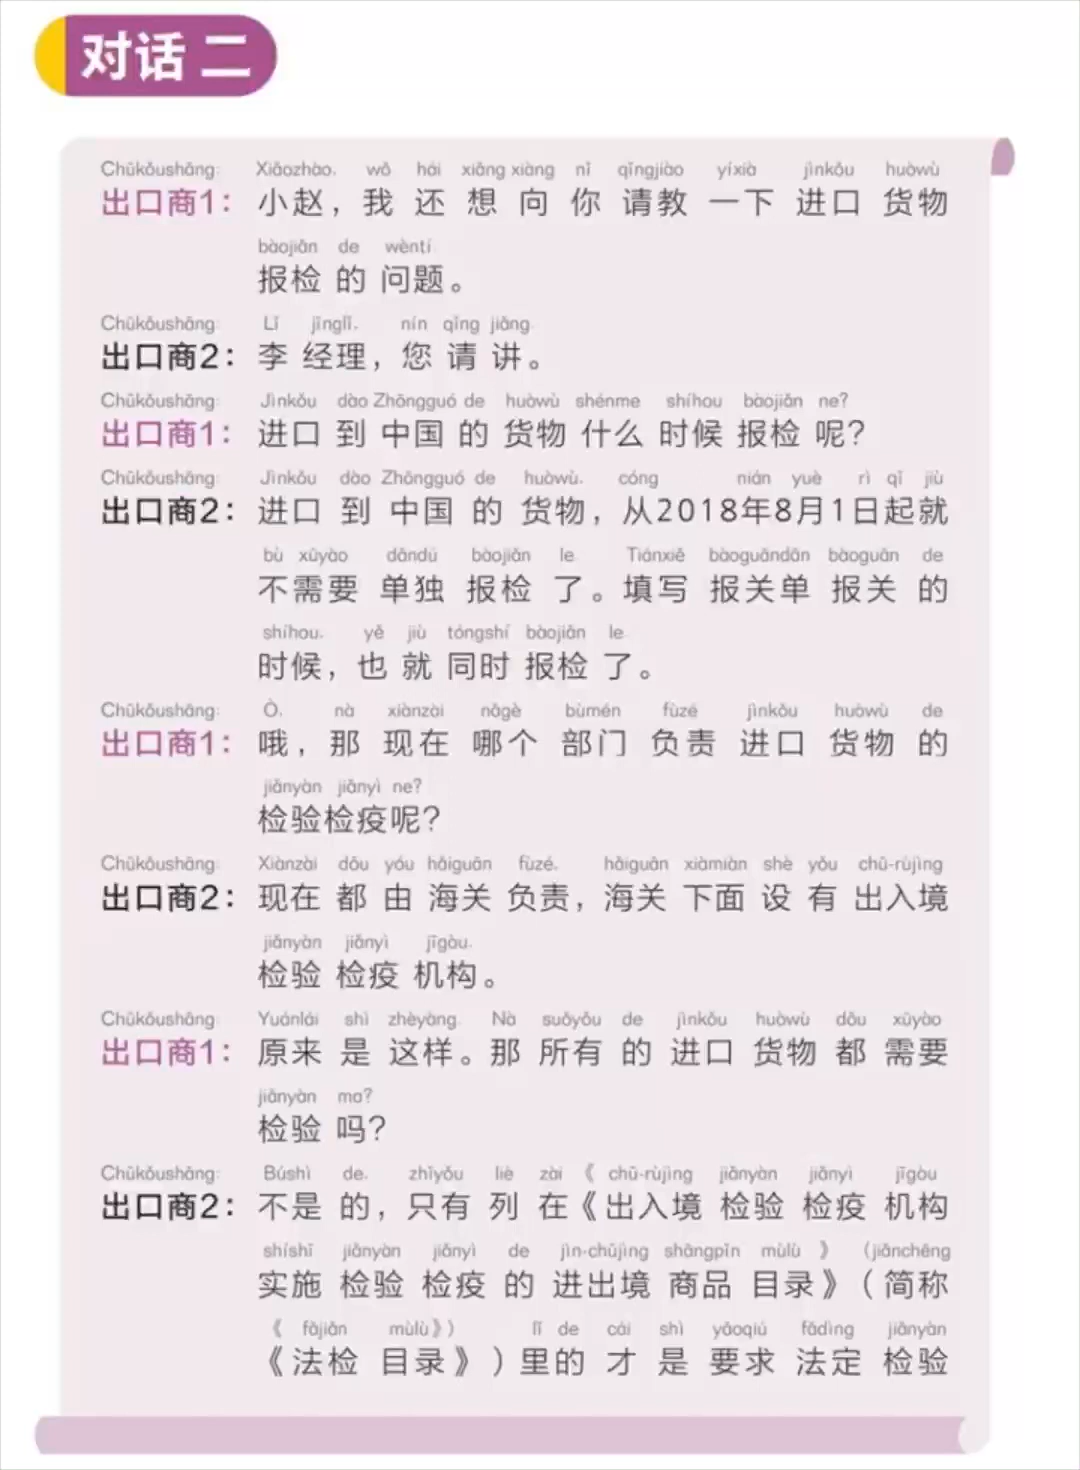 对话 二
Chūkǒushāng: Xiǎozhào, wǒ hái xiǎng xiàng nǐ qǐngjiào yíxià jìnkǒu huòwù
出口商1：小赵，我 还 想 向 你 请教 一下 进口 货物
bàojiǎn de wèntí
报检 的 问题。
Chūkǒushāng: Lǐ jīnglǐ, nín qǐng jiǎng
出口商2：李 经理，您 请 讲。
Chūkǒushāng: Jìnkǒu dào Zhōngguó de huòwù shénme shíhou bàojiǎn ne?
出口商1：进口 到 中国 的 货物 什么 时候 报检 呢？
Chūkǒushāng: Jìnkǒu dào Zhōngguó de huòwù, cóng nián yuè rì qǐ jiù
出口商2：进口 到 中国 的 货物，从2018年8月1日起就
bù xūyào dāndú bàojiǎn le Tiánxiě bàoguāndān bàoguān de
不需要 单独 报检 了。填写 报关单 报关 的
shíhou, yě jiù tóngshí bàojiǎn le
时候，也 就 同时 报检 了。
Chūkǒushāng: Ò, nà xiànzài nǎgè bùmén fùzé jìnkǒu huòwù de
出口商1：哦，那 现在 哪个 部门 负责 进口 货物 的
jiǎnyàn jiǎnyì ne?
检验检疫呢？
Chūkǒushāng: Xiànzài dōu yóu hǎiguān fùzé, hǎiguān xiàmiàn shè yǒu chū-rùjìng
出口商2：现在 都 由 海关 负责，海关 下面 设 有 出入境
jiǎnyàn jiǎnyì jīgòu.
检验 检疫 机构。
Chūkǒushāng: Yuánlái shì zhèyàng. Nà suǒyǒu de jìnkǒu huòwù dōu xūyào
出口商1：原来 是 这样。那 所有 的 进口 货物 都 需要
jiǎnyàn ma?
检验 吗？
Chūkǒushāng: Búshì de, zhǐyǒu liè zài 《 chū-rùjìng jiǎnyàn jiǎnyì jīgòu
出口商2：不是 的，只有 列 在《出入境 检验 检疫 机构
shíshī jiǎnyàn jiǎnyì de jìn-chūjìng shāngpǐn mùlù 》 (jiǎnchēng
实施 检验 检疫 的 进出境 商品 目录》（简称
《 fǎjiǎn mùlù》) lǐ de cái shì yāoqiú fǎdìng jiǎnyàn
《法检 目录》）里的 才 是 要求 法定 检验